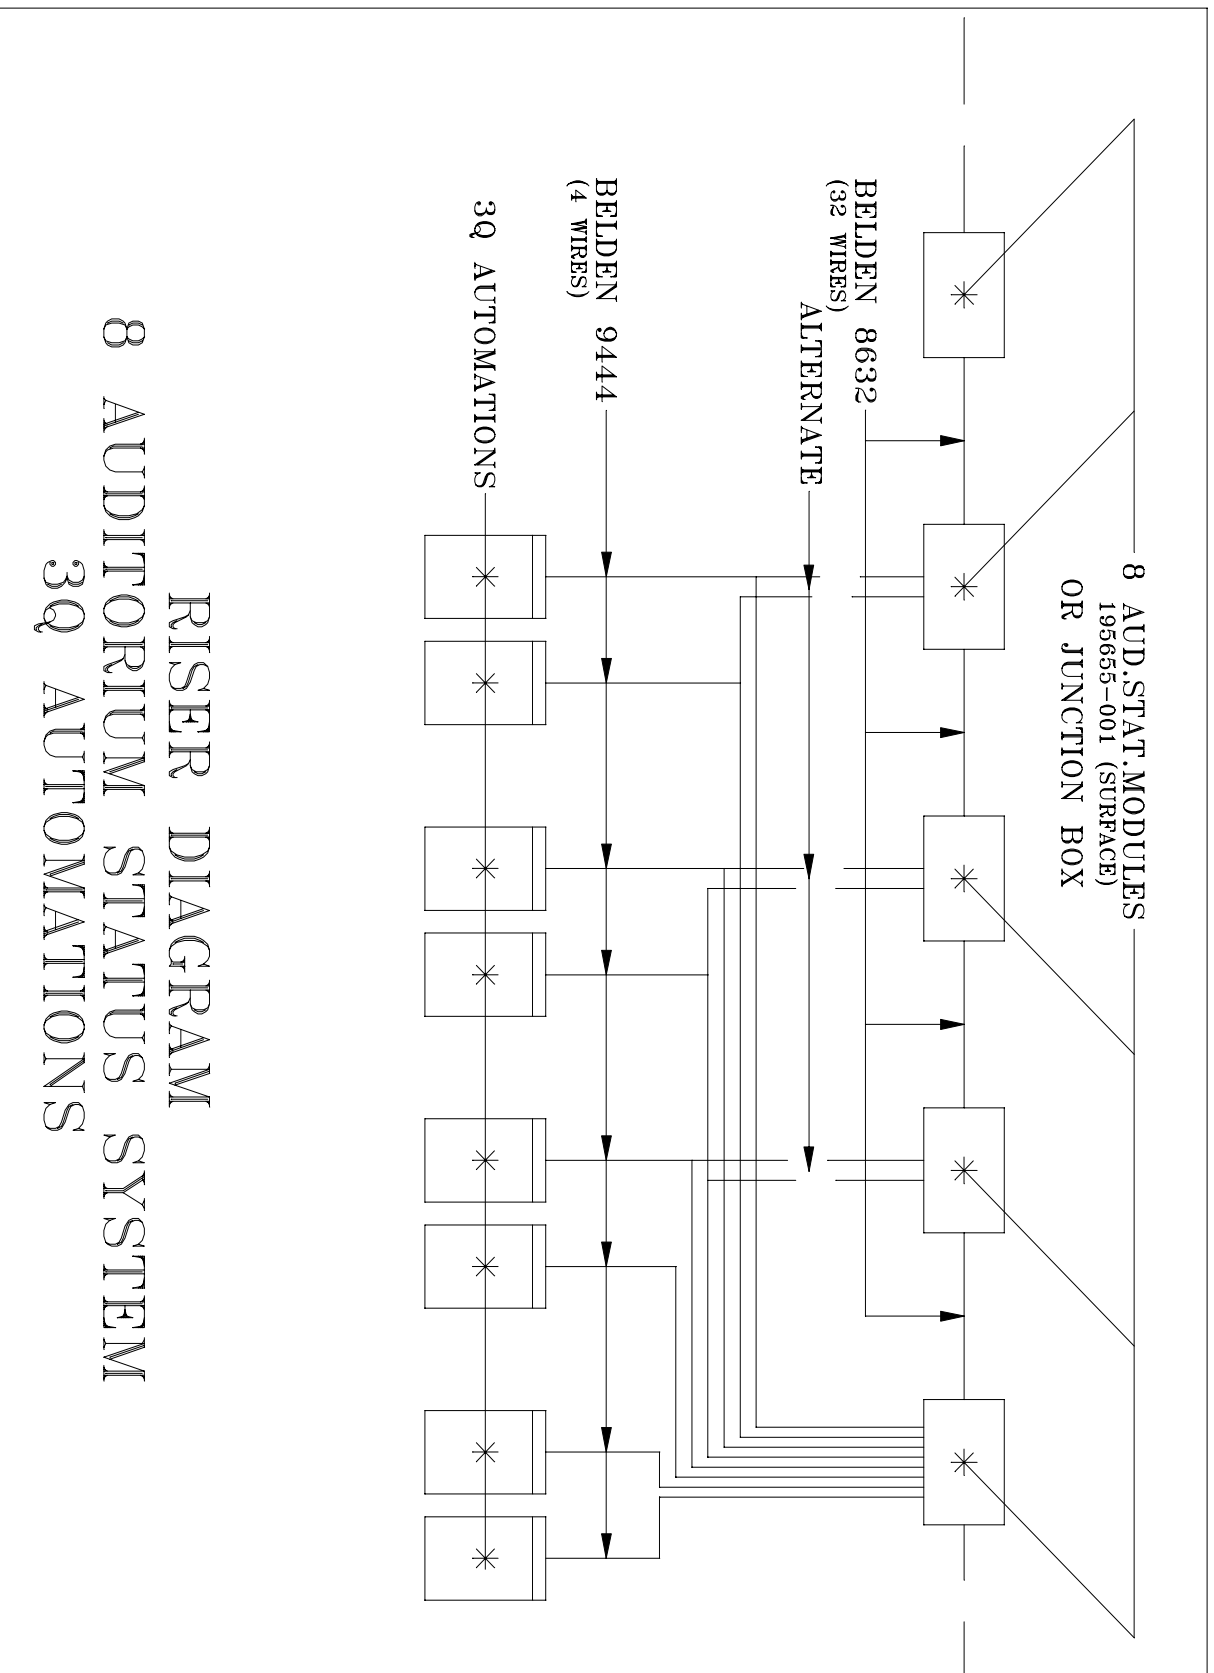 8 AUD.STAT.MODULES
195655-001 (SURFACE)
OR JUNCTION BOX
BELDEN 8632
(32 WIRES)
ALTERNATE
BELDEN 9444
(4 WIRES)
3Q AUTOMATIONS
RISER DIAGRAM
8 AUDITORIUM STATUS SYSTEM
3Q AUTOMATIONS